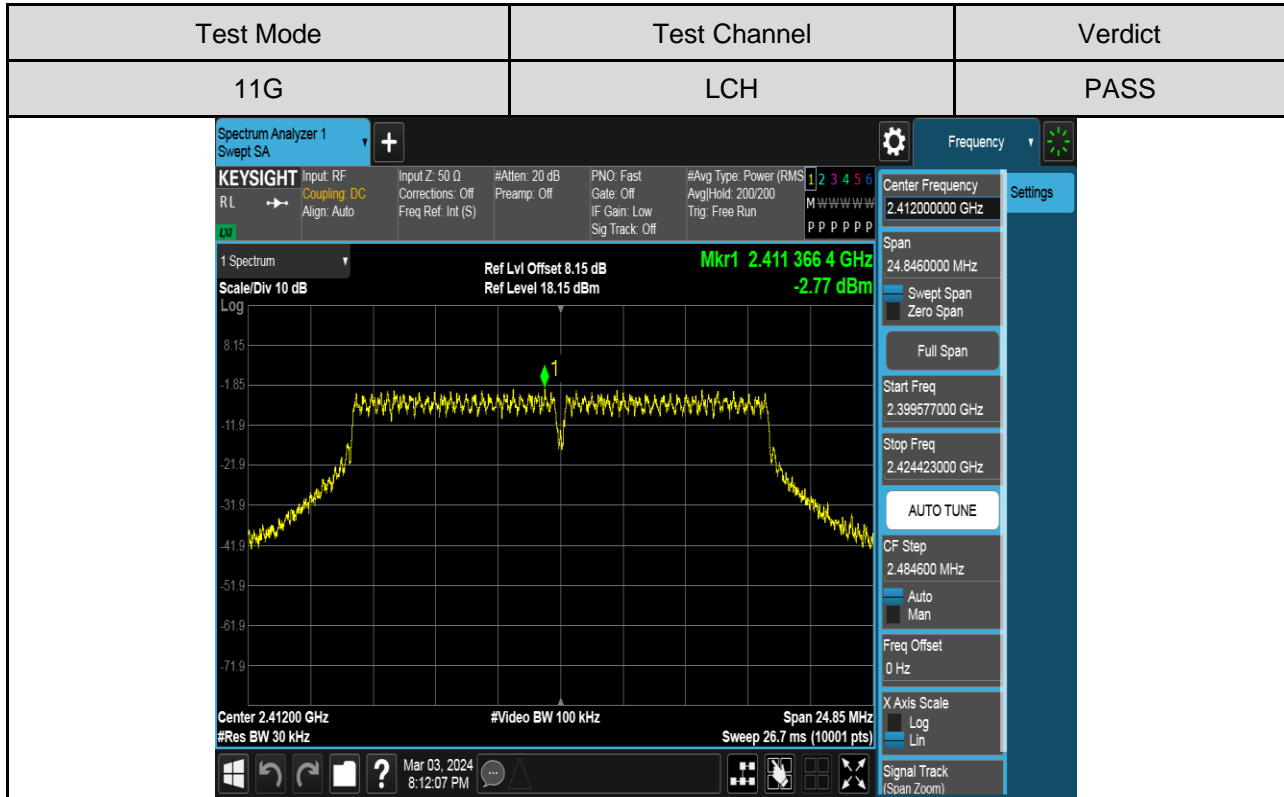 Test Mode Test Channel Verdict
11G LCH PASS
Spectrum Analyzer 1
Swept SA
+
Frequency
KEYSIGHT
RL
LXI
Input: RF
Coupling: DC
Align: Auto
Input Z: 50 Ω
Corrections: Off
Freq Ref: Int (S)
#Atten: 20 dB
Preamp: Off
PNO: Fast
Gate: Off
IF Gain: Low
Sig Track: Off
#Avg Type: Power (RMS
Avg|Hold: 200/200
Trig: Free Run
1 2 3 4 5 6
M W W W W W
P P P P P P
1 Spectrum
Scale/Div 10 dB
Log
Ref Lvl Offset 8.15 dB
Ref Level 18.15 dBm
Mkr1 2.411 366 4 GHz
-2.77 dBm
8.15
-1.85
-11.9
-21.9
-31.9
-41.9
-51.9
-61.9
-71.9
1
Center 2.41200 GHz
#Res BW 30 kHz
#Video BW 100 kHz
Span 24.85 MHz
Sweep 26.7 ms (10001 pts)
Center Frequency
2.412000000 GHz
Settings
Span
24.8460000 MHz
Swept Span
Zero Span
Full Span
Start Freq
2.399577000 GHz
Stop Freq
2.424423000 GHz
AUTO TUNE
CF Step
2.484600 MHz
Auto
Man
Freq Offset
0 Hz
X Axis Scale
Log
Lin
Signal Track
(Span Zoom)
?
Mar 03, 2024
8:12:07 PM